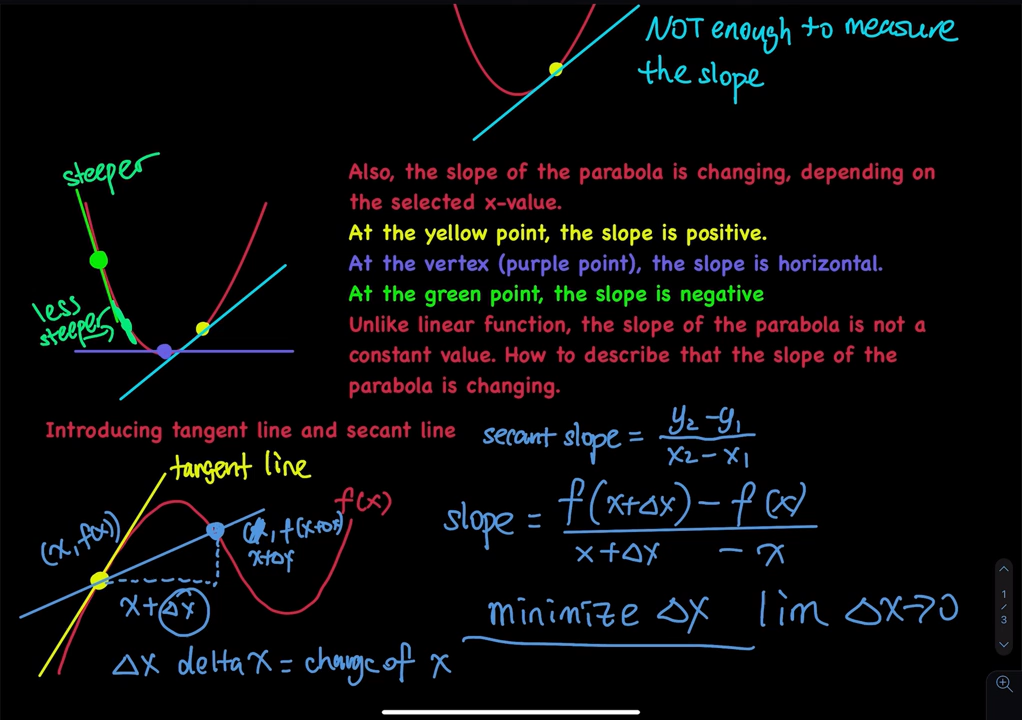 NOT enough to measure
the slope
steeper
less
steeper
Also, the slope of the parabola is changing, depending on
the selected x-value.
At the yellow point, the slope is positive.
At the vertex (purple point), the slope is horizontal.
At the green point, the slope is negative
Unlike linear function, the slope of the parabola is not a
constant value. How to describe that the slope of the
parabola is changing.
Introducing tangent line and secant line
secant slope = (y₂ - y₁)/(x₂ - x₁)
tangent line
f(x)
(x, f(x))
( , f(x+Δx)
x+Δx
x+Δx
slope = (f(x+Δx) - f(x))/(x+Δx - x)
minimize Δx lim Δx→0
Δx delta x = change of x
1
/
3